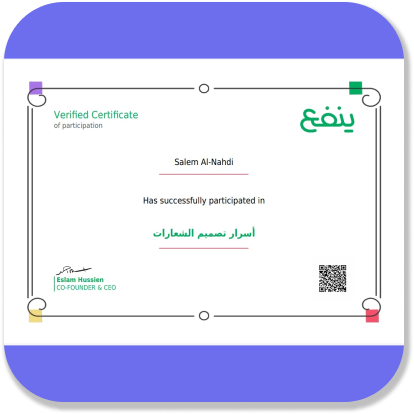 Verified Certificate
of participation
ينفع
Salem Al-Nahdi
Has successfully participated in
أسرار تصميم الشعارات
Eslam Hussien
CO-FOUNDER & CEO